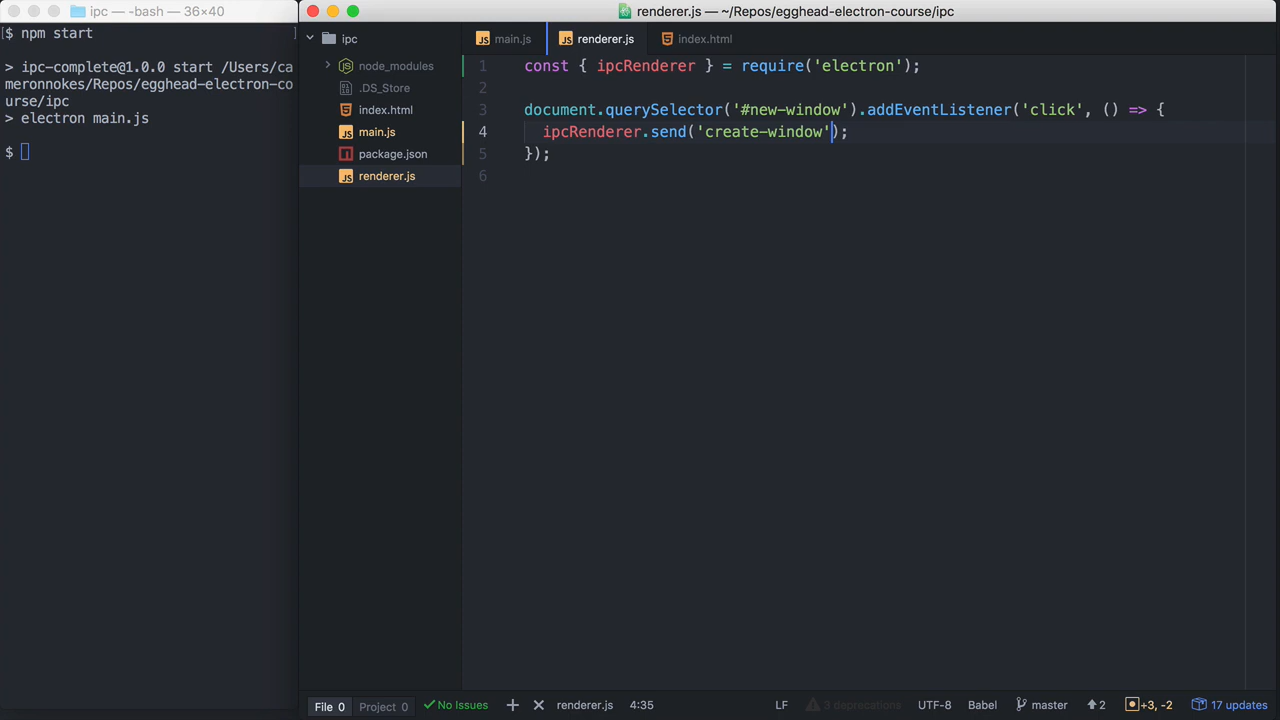 ipc — -bash — 36×40
[$ npm start ]
> ipc-complete@1.0.0 start /Users/ca
meronnokes/Repos/egghead-electron-co
urse/ipc
> electron main.js
$
renderer.js — ~/Repos/egghead-electron-course/ipc
ipc
node_modules
.DS_Store
index.html
main.js
package.json
renderer.js
main.js renderer.js index.html
1 const { ipcRenderer } = require('electron');
2
3 document.querySelector('#new-window').addEventListener('click', () => {
4 ipcRenderer.send('create-window');
5 });
6
File 0 Project 0 No Issues renderer.js 4:35 LF 3 deprecations UTF-8 Babel master 2 +3, -2 17 updates